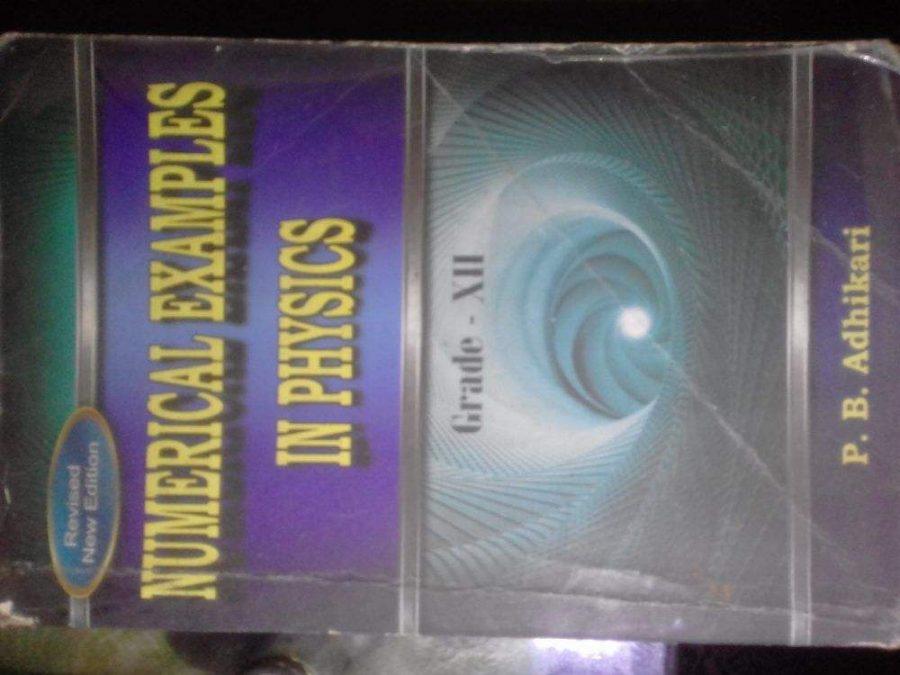 Revised
New Edition
NUMERICAL EXAMPLES
IN PHYSICS
Grade - XII
P. B. Adhikari